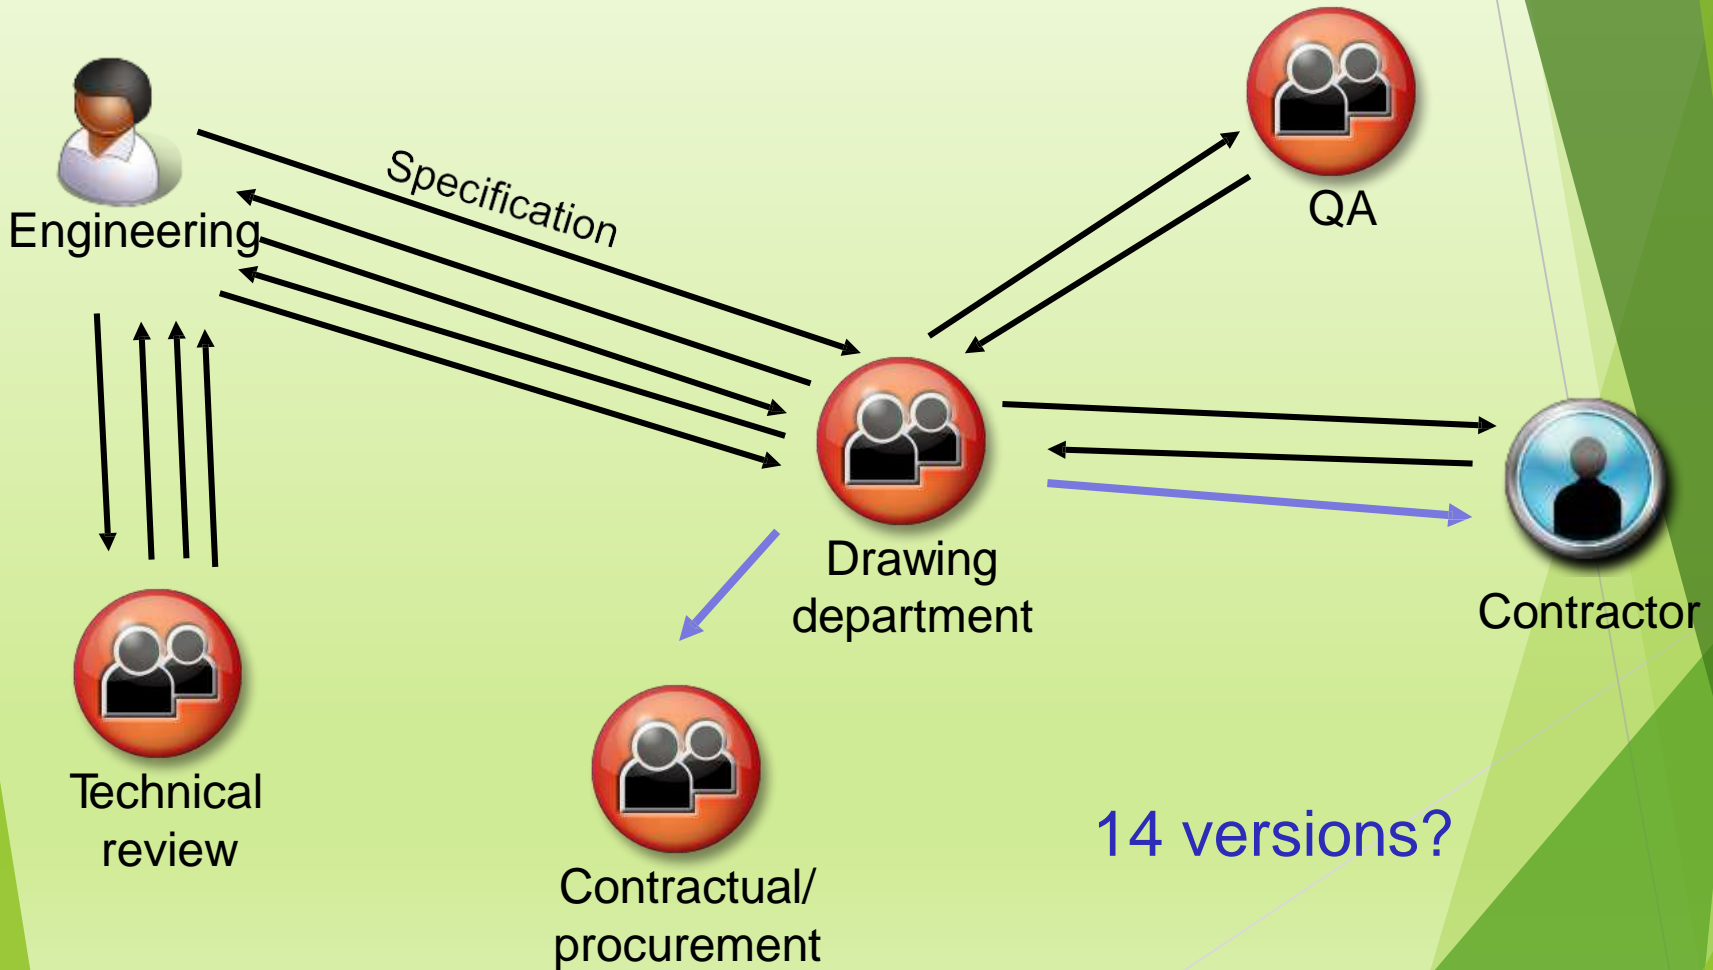 Specification
Engineering
QA
Drawing
department
Contractor
Technical
review
Contractual/
procurement
14 versions?